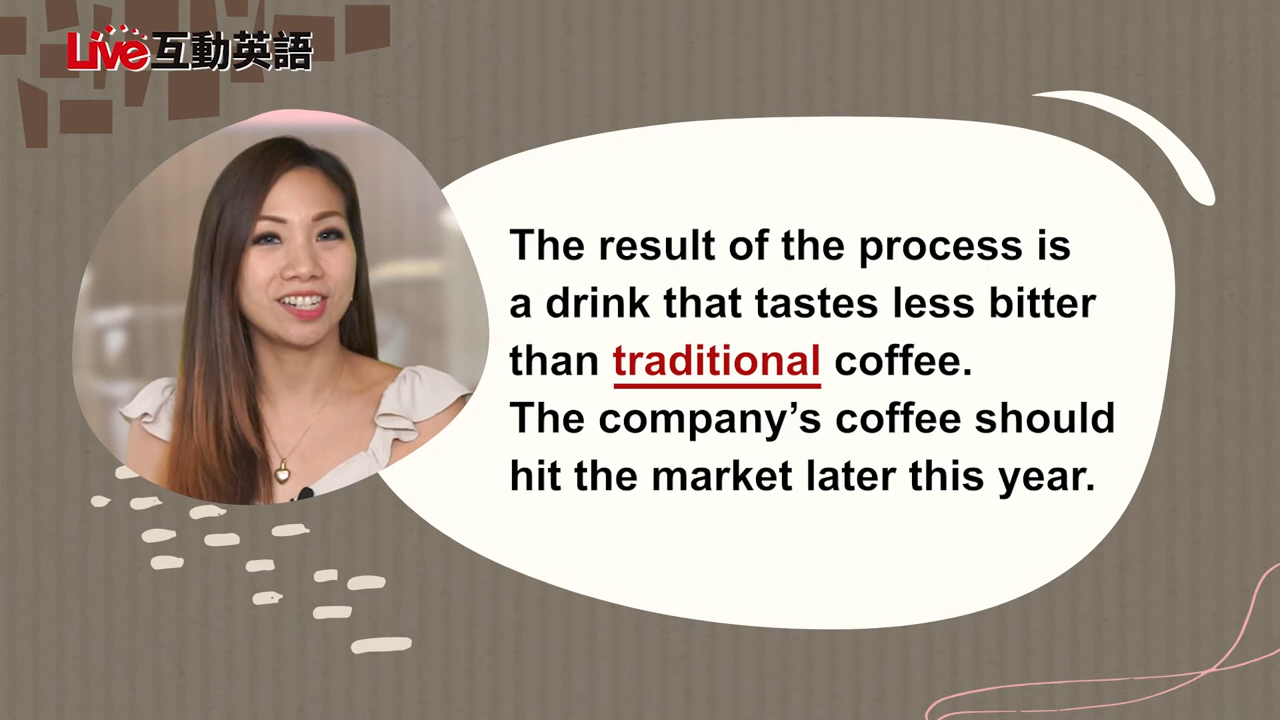 Live互動英語
The result of the process is
a drink that tastes less bitter
than traditional coffee.
The company’s coffee should
hit the market later this year.